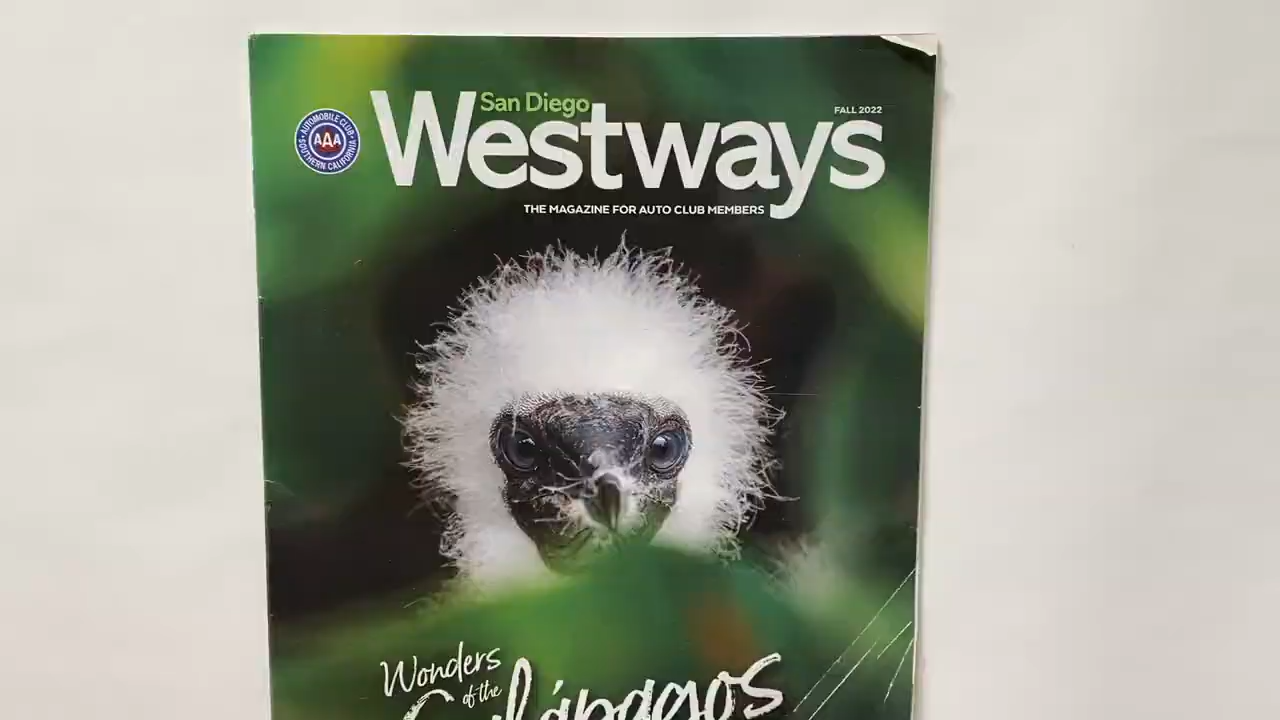 San Diego
Westways
FALL 2022
AUTOMOBILE CLUB
AAA
SOUTHERN CALIFORNIA
THE MAGAZINE FOR AUTO CLUB MEMBERS
Wonders
of the
Galápagos